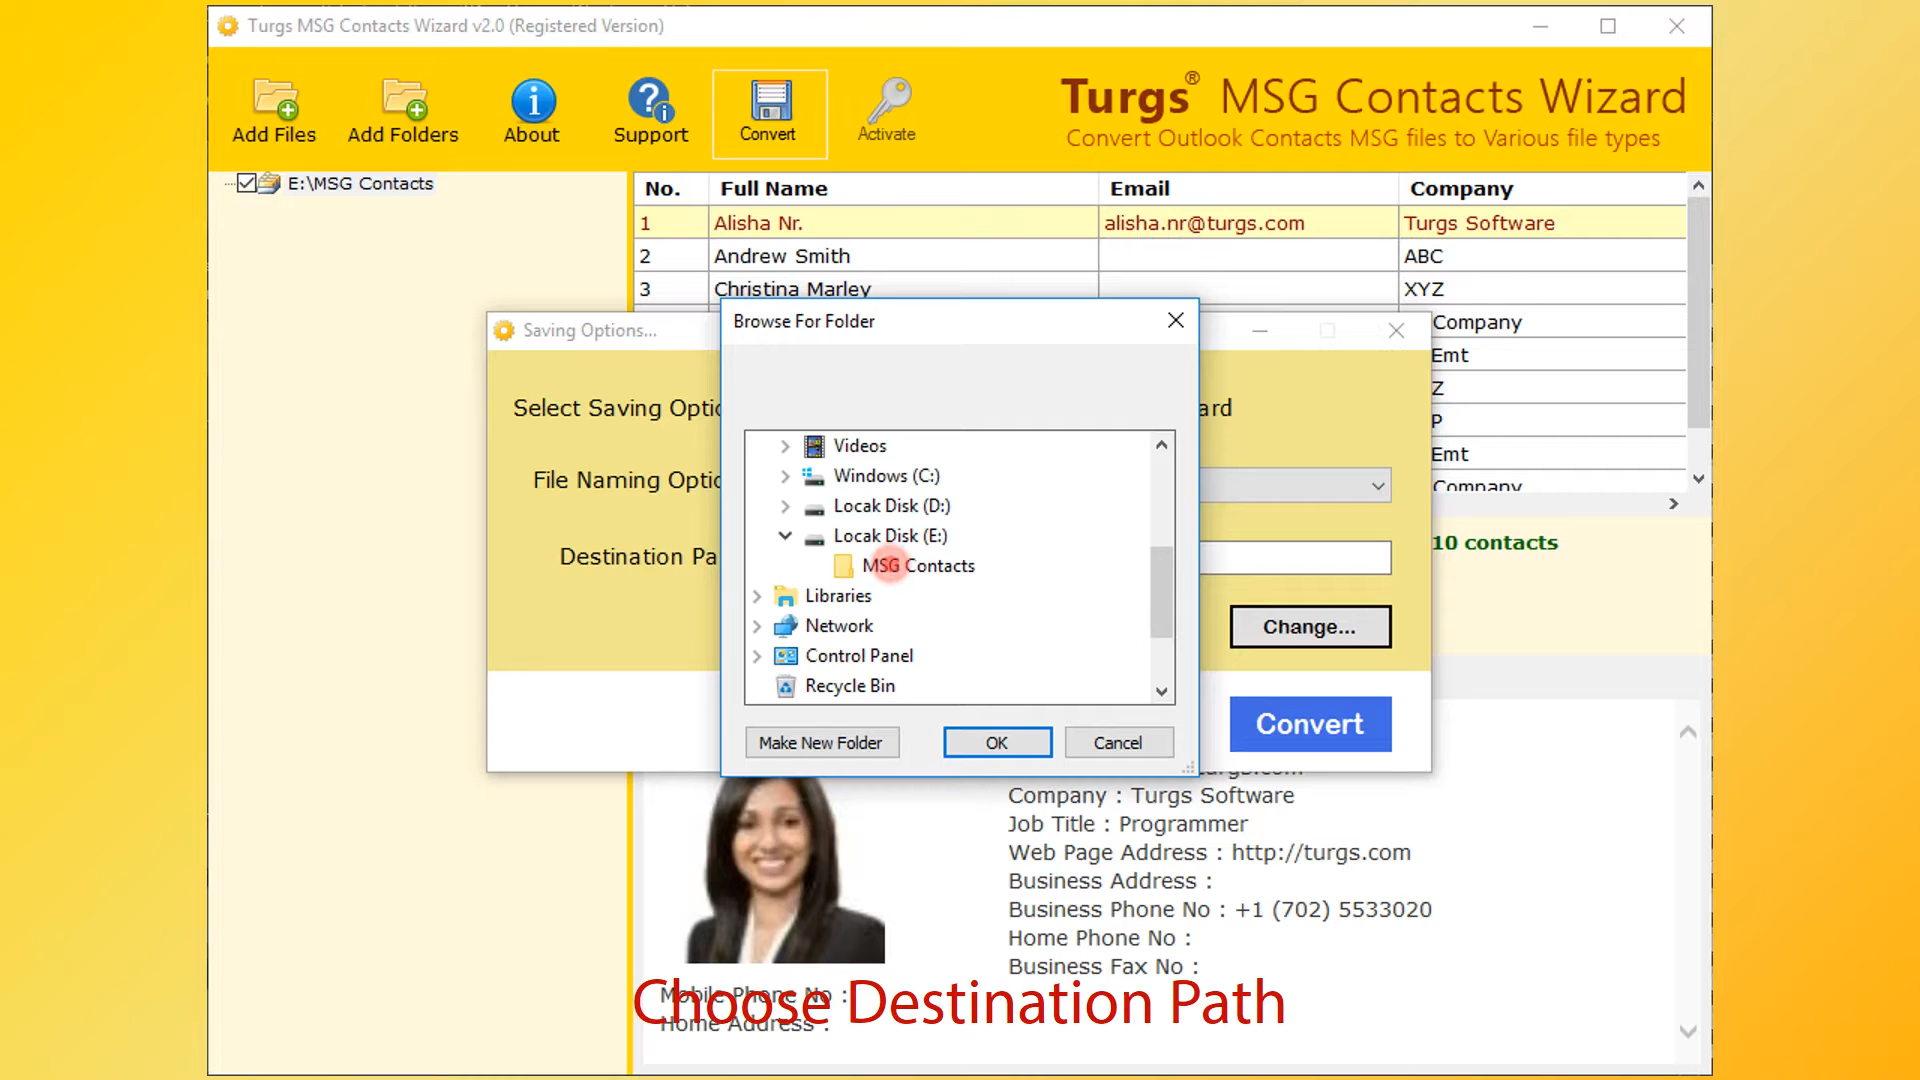 Turgs MSG Contacts Wizard v2.0 (Registered Version)
Add Files
Add Folders
About
Support
Convert
Activate
Turgs® MSG Contacts Wizard
Convert Outlook Contacts MSG files to Various file types
E:\MSG Contacts
No. Full Name Email Company
1 Alisha Nr. alisha.nr@turgs.com Turgs Software
2 Andrew Smith ABC
3 Christina Marley XYZ
Company
Emt
Z
P
Emt
Company
10 contacts
Saving Options...
Select Saving Optio
ard
File Naming Optio
Destination Pa
Change...
Convert
Browse For Folder
Videos
Windows (C:)
Locak Disk (D:)
Locak Disk (E:)
MSG Contacts
Libraries
Network
Control Panel
Recycle Bin
Make New Folder
OK
Cancel
Company : Turgs Software
Job Title : Programmer
Web Page Address : http://turgs.com
Business Address :
Business Phone No : +1 (702) 5533020
Home Phone No :
Business Fax No :
Mobile Phone No :
Home Address :
Choose Destination Path